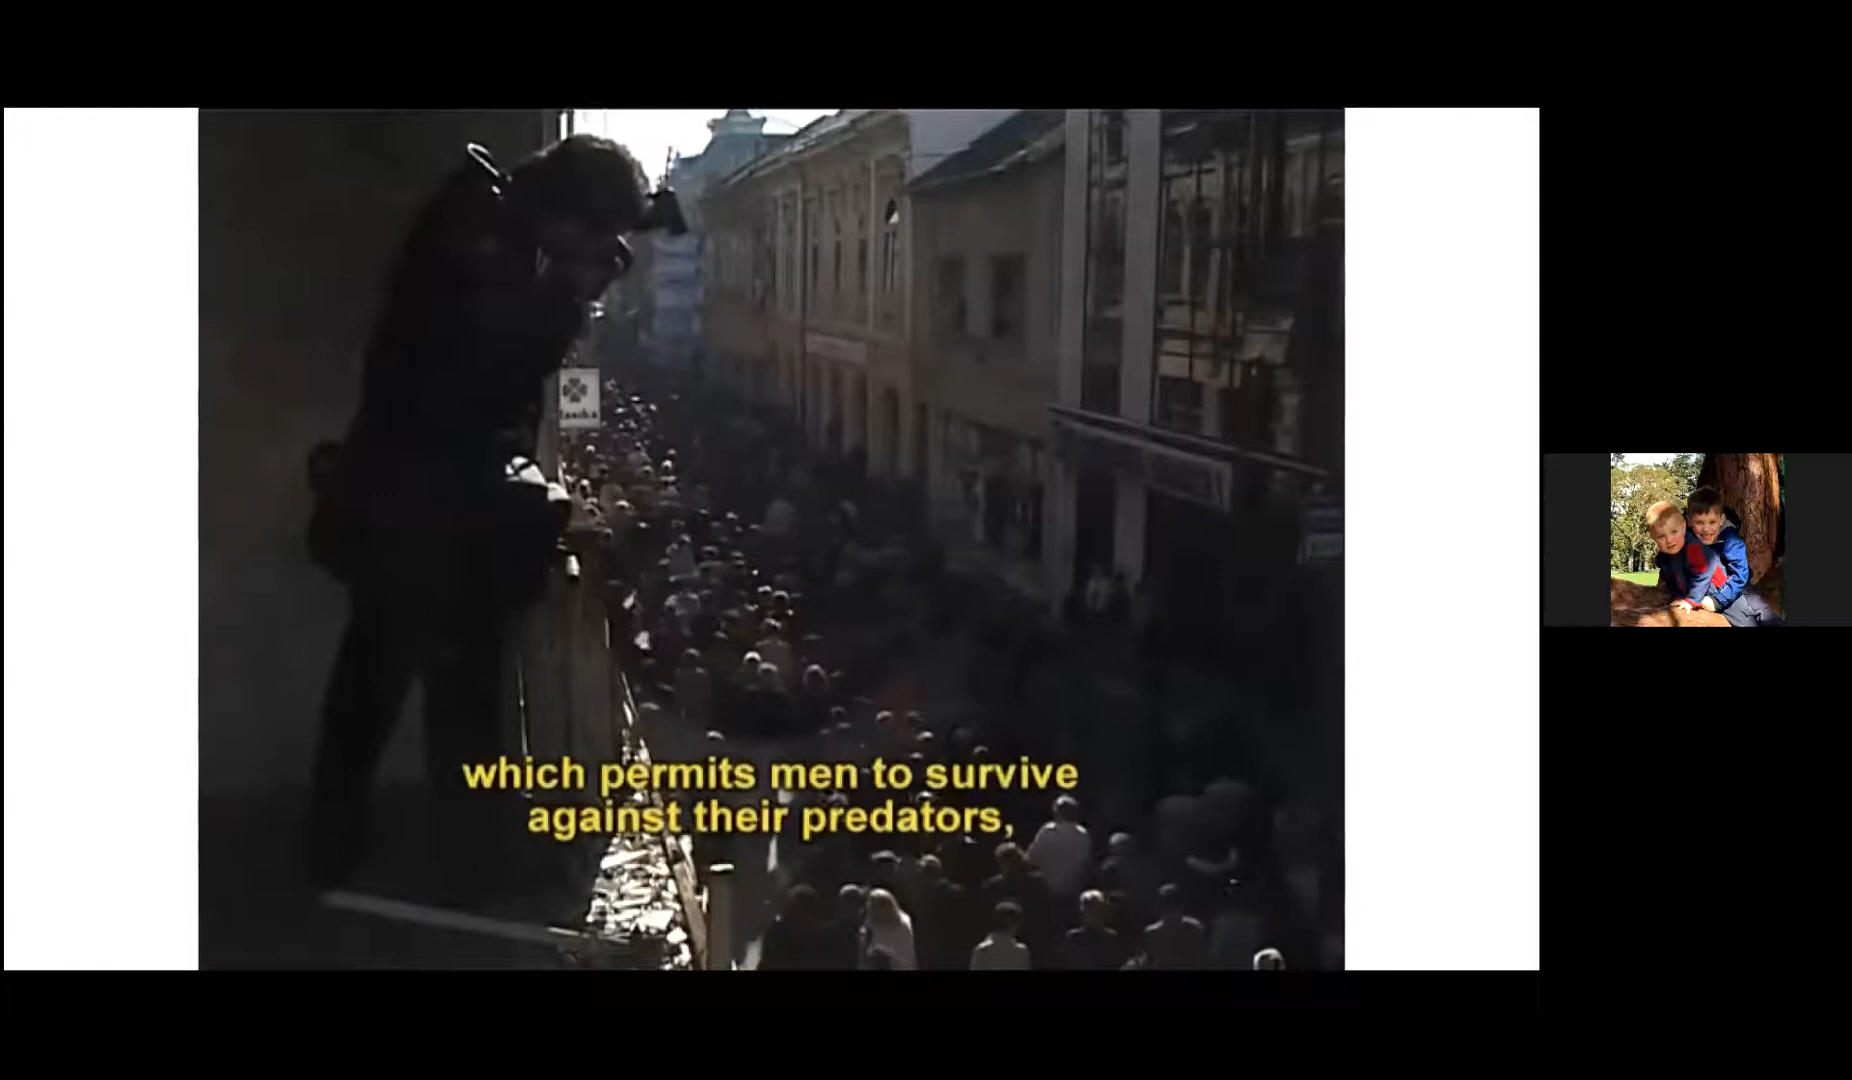 which permits men to survive
against their predators,